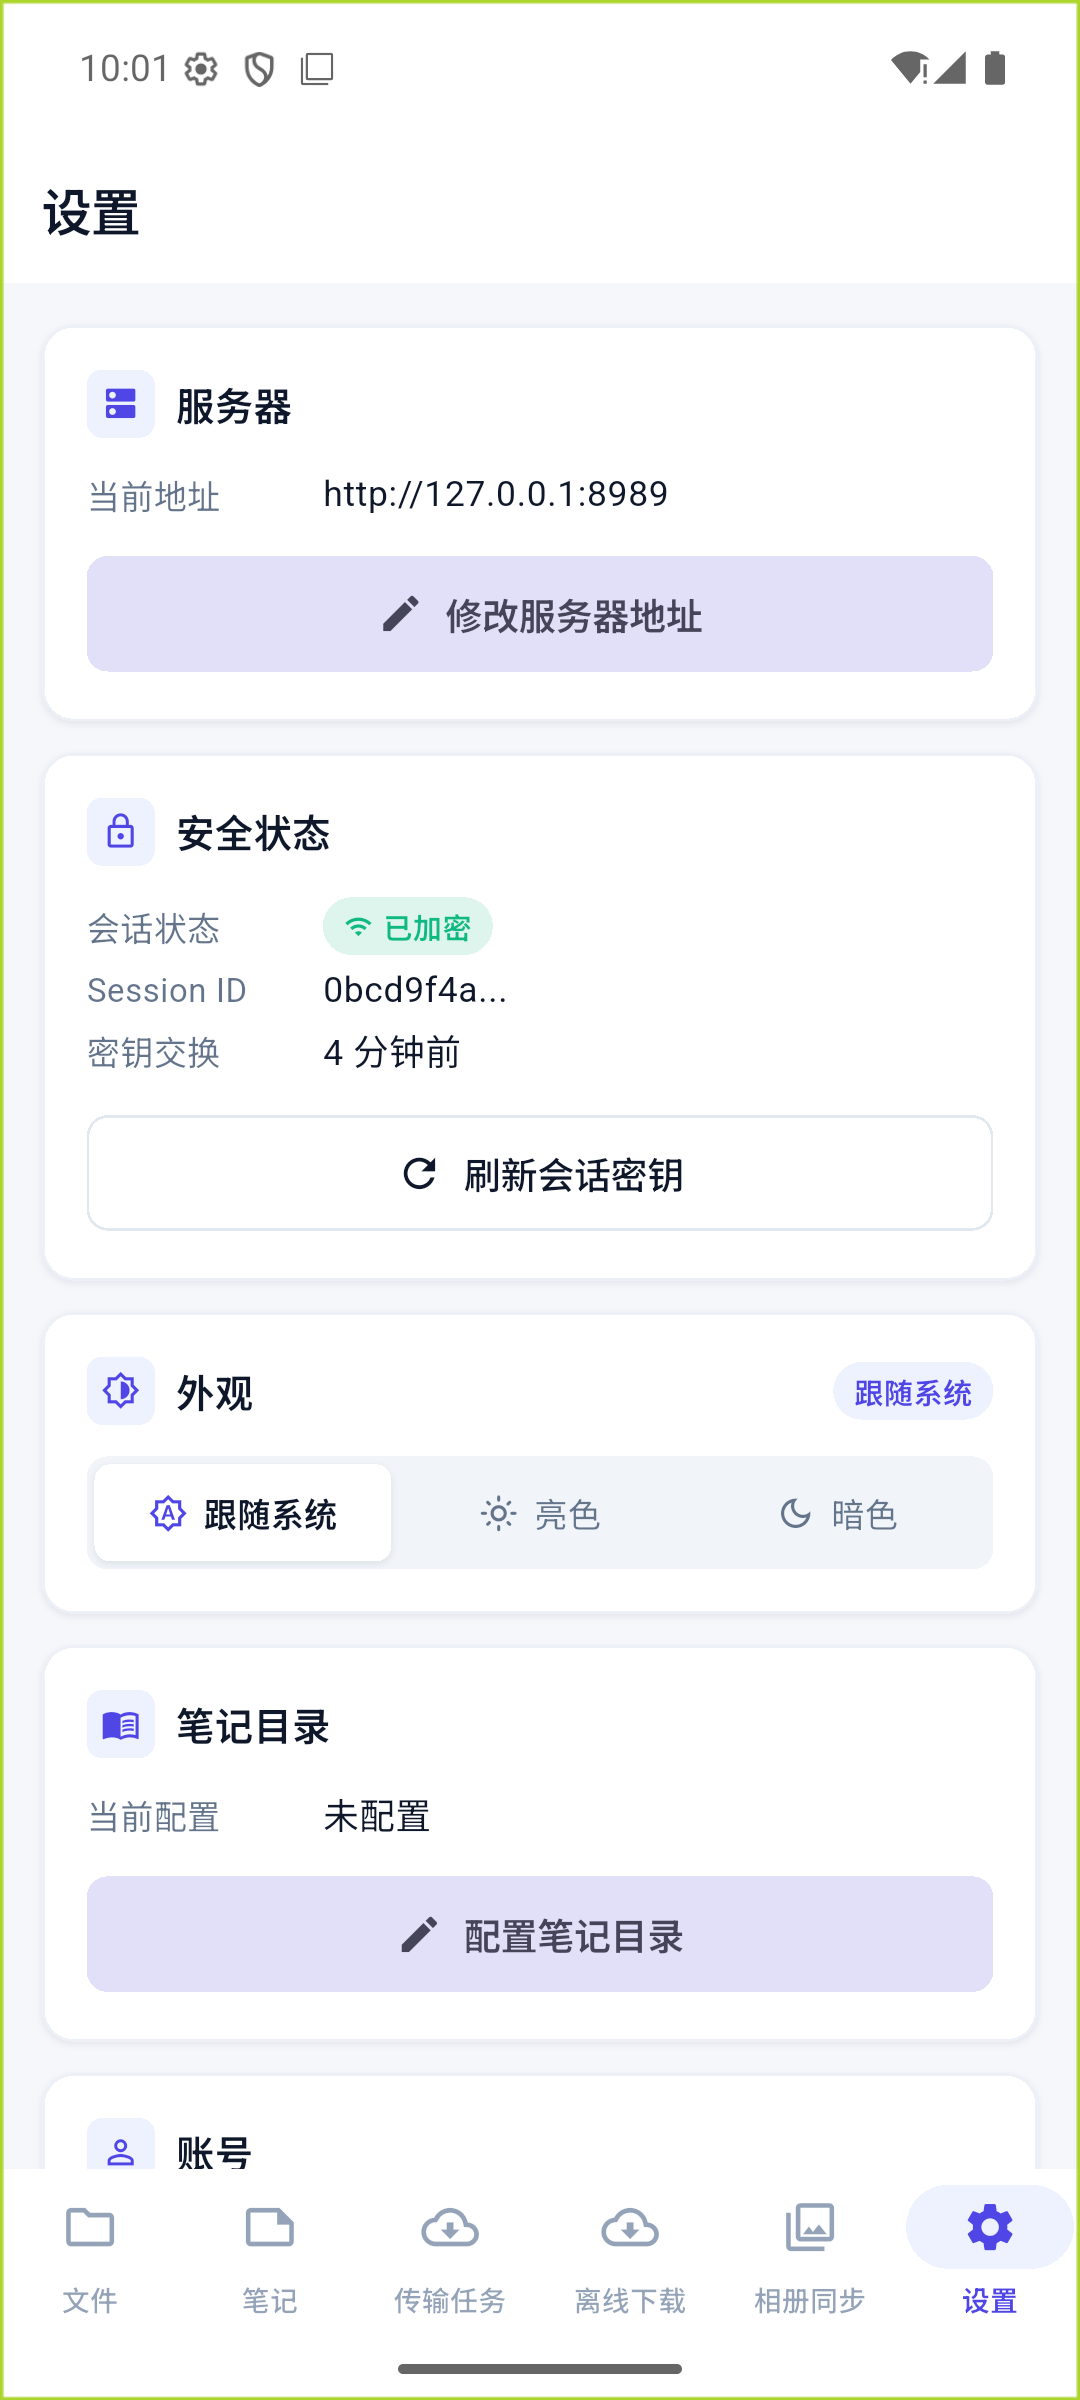 10:01
设置
服务器
当前地址 http://127.0.0.1:8989
修改服务器地址
安全状态
会话状态 已加密
Session ID 0bcd9f4a...
密钥交换 4 分钟前
刷新会话密钥
外观 跟随系统
跟随系统 亮色 暗色
笔记目录
当前配置 未配置
配置笔记目录
账号
文件 笔记 传输任务 离线下载 相册同步 设置